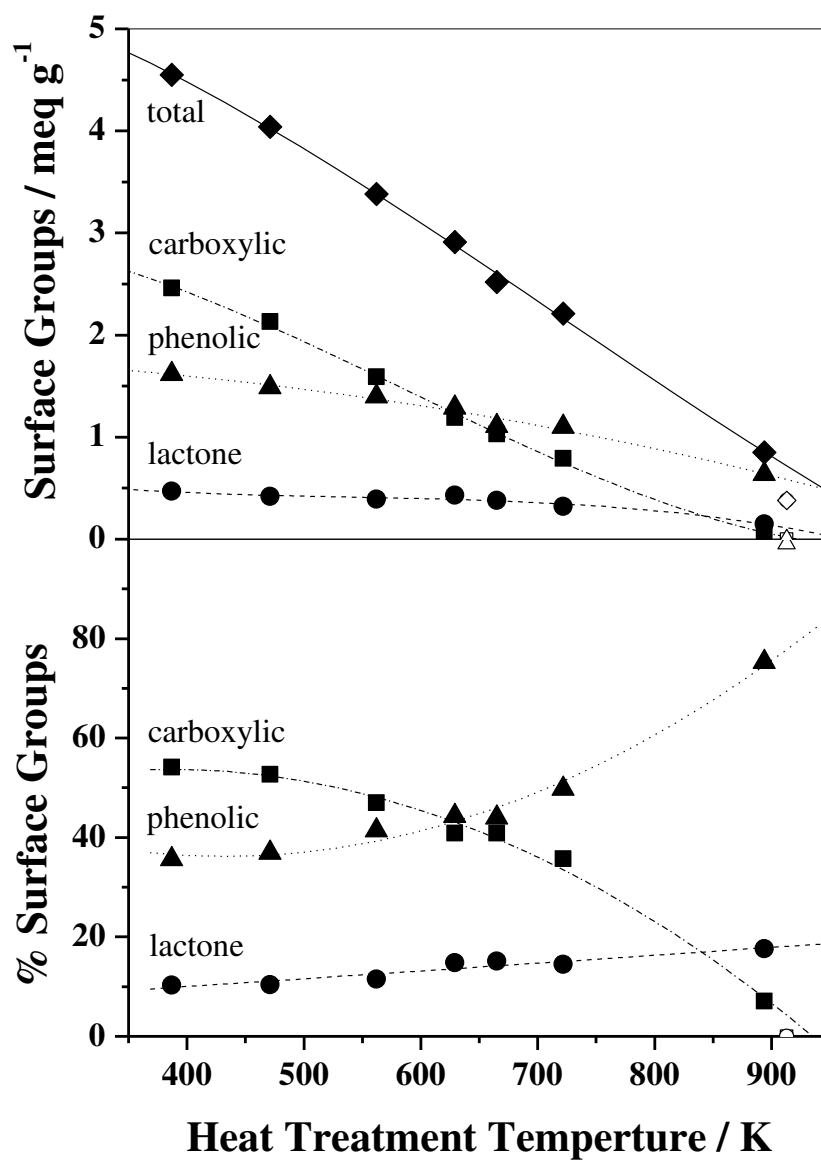 5
4
3
2
1
0
Surface Groups / meq g⁻¹
total
carboxylic
phenolic
lactone
80
60
40
20
0
% Surface Groups
carboxylic
phenolic
lactone
400 500 600 700 800 900
Heat Treatment Temperture / K